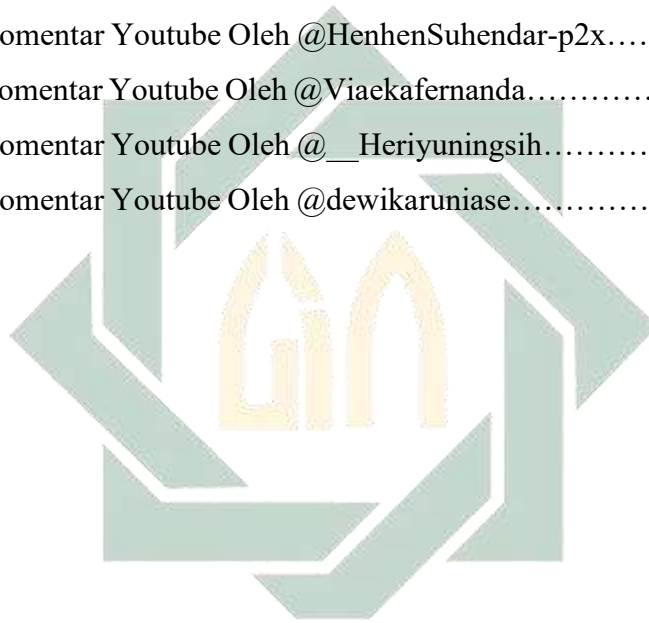 omentar Youtube Oleh @HenhenSuhendar-p2x….
omentar Youtube Oleh @Viaekafernanda………….
omentar Youtube Oleh @__Heriyuningsih……….
omentar Youtube Oleh @dewikaruniase………….